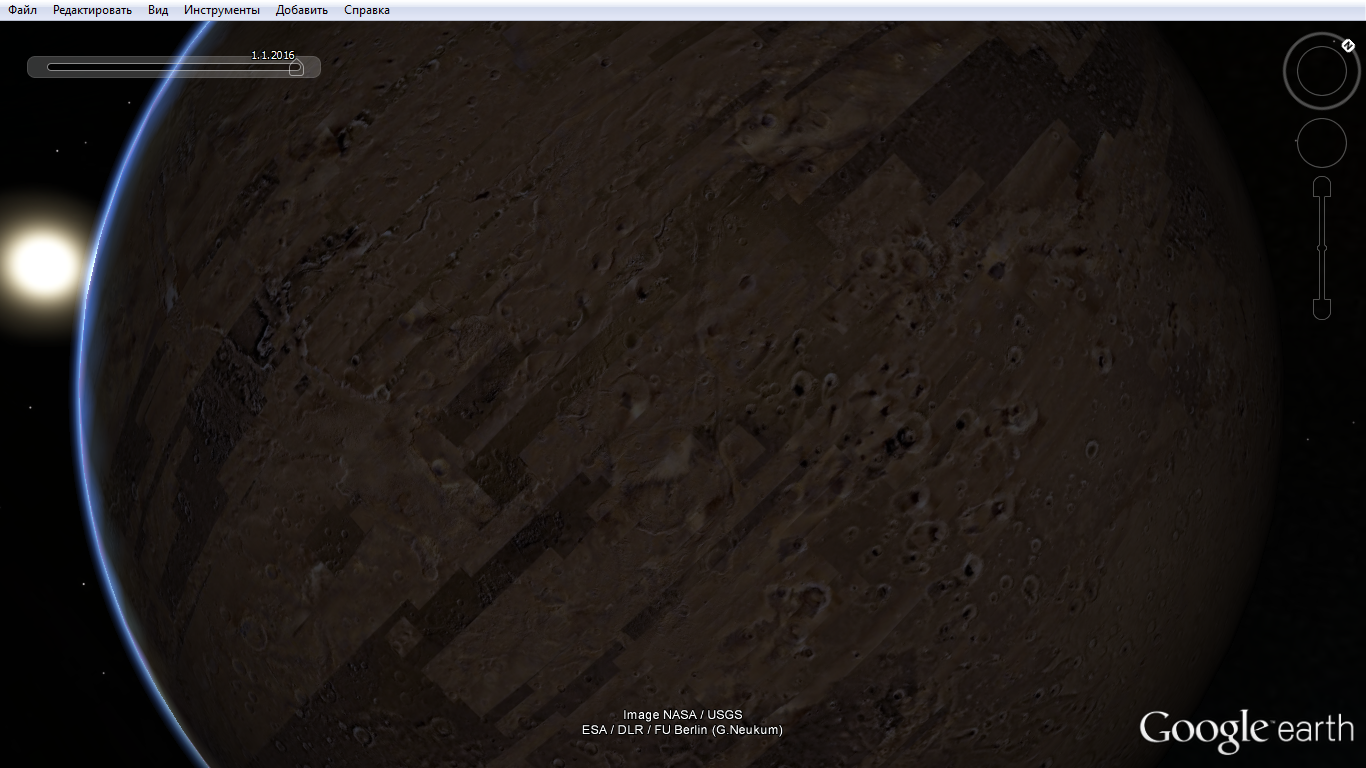 Файл Редактировать Вид Инструменты Добавить Справка
1.1.2016
Image NASA / USGS
ESA / DLR / FU Berlin (G.Neukum)
Google earth